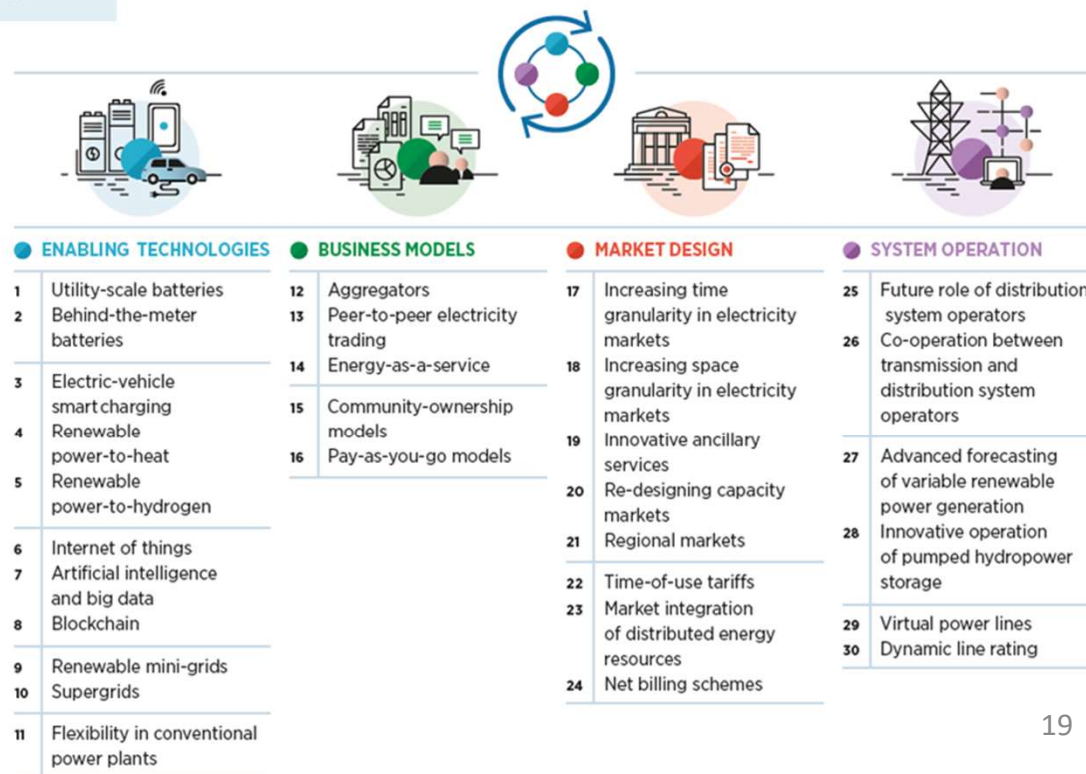 ENABLING TECHNOLOGIES
1 Utility-scale batteries
2 Behind-the-meter
batteries
3 Electric-vehicle
smart charging
4 Renewable
power-to-heat
5 Renewable
power-to-hydrogen
6 Internet of things
7 Artificial intelligence
and big data
8 Blockchain
9 Renewable mini-grids
10 Supergrids
11 Flexibility in conventional
power plants
BUSINESS MODELS
12 Aggregators
13 Peer-to-peer electricity
trading
14 Energy-as-a-service
15 Community-ownership
models
16 Pay-as-you-go models
MARKET DESIGN
17 Increasing time
granularity in electricity
markets
18 Increasing space
granularity in electricity
markets
19 Innovative ancillary
services
20 Re-designing capacity
markets
21 Regional markets
22 Time-of-use tariffs
23 Market integration
of distributed energy
resources
24 Net billing schemes
SYSTEM OPERATION
25 Future role of distribution
system operators
26 Co-operation between
transmission and
distribution system
operators
27 Advanced forecasting
of variable renewable
power generation
28 Innovative operation
of pumped hydropower
storage
29 Virtual power lines
30 Dynamic line rating
19